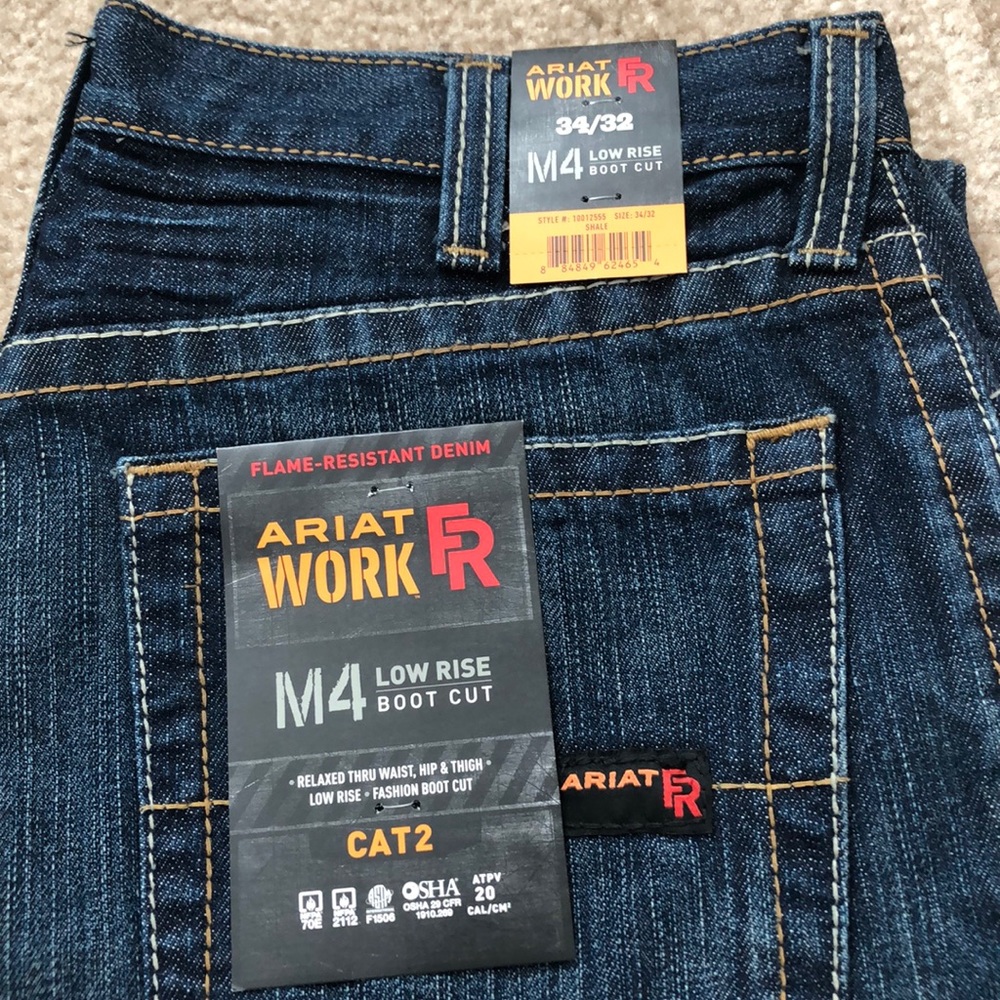 ARIAT
WORK FR
34/32
M4 LOW RISE
BOOT CUT
STYLE #: 10012555 SIZE: 34/32
SHALE
8 84849 62465 4
FLAME-RESISTANT DENIM
ARIAT
WORK FR
M4 LOW RISE
BOOT CUT
• RELAXED THRU WAIST, HIP & THIGH •
LOW RISE • FASHION BOOT CUT
CAT2
NFPA
70E
NFPA
2112
ASTM
F1506
OSHA®
OSHA 29 CFR
1910.269
ATPV
20
CAL/CM²
ARIAT FR